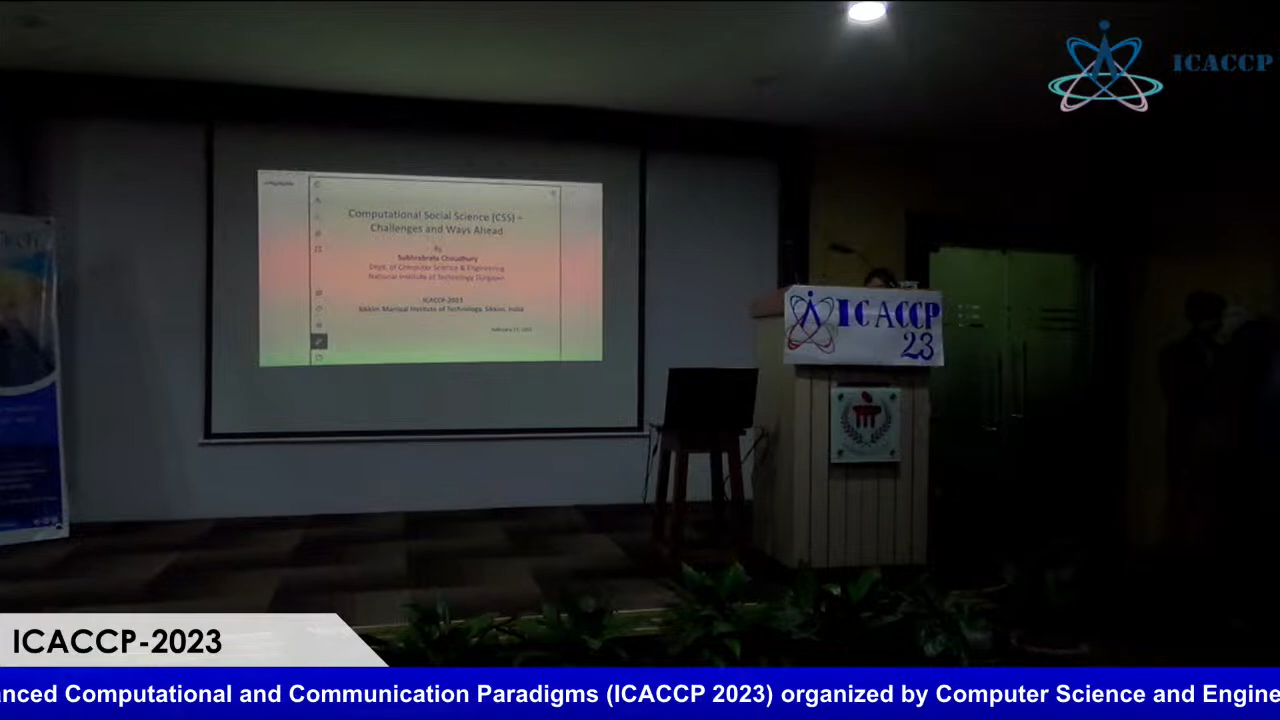 ICACCP
Computational Social Science (CSS) –
Challenges and Ways Ahead
By
Subhrabrata Choudhury
Dept. of Computer Science & Engineering
National Institute of Technology Durgapur
ICACCP-2023
Sikkim Manipal Institute of Technology, Sikkim, India
ICACCP
23
ICACCP-2023
anced Computational and Communication Paradigms (ICACCP 2023) organized by Computer Science and Engine